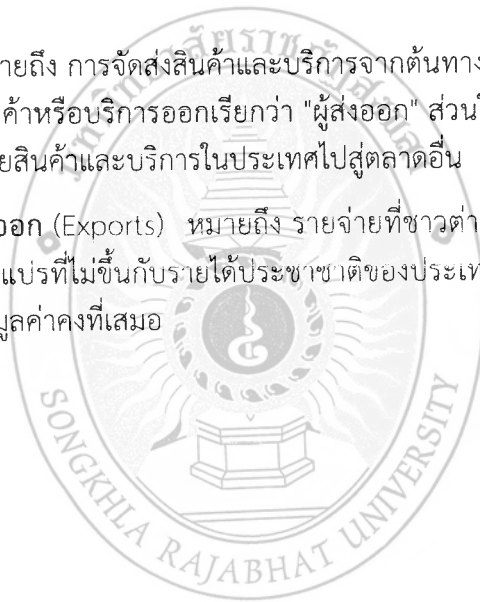 ายถึง การจัดส่งสินค้าและบริการจากต้นทาง
ค้าหรือบริการออกเรียกว่า "ผู้ส่งออก" ส่วน
ยสินค้าและบริการในประเทศไปสู่ตลาดอื่น
ออก (Exports) หมายถึง รายจ่ายที่ชาวต่า
แปรที่ไม่ขึ้นกับรายได้ประชาชาติของประเท
มูลค่าคงที่เสมอ
SONGKHLA RAJABHAT UNIVERSITY